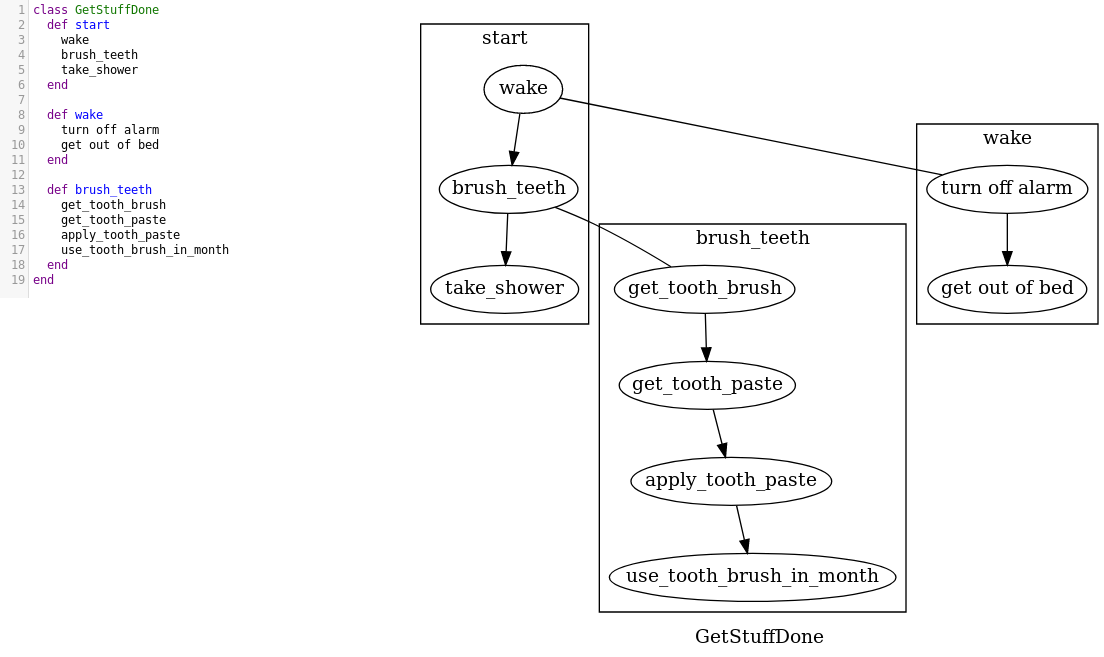 1 class GetStuffDone
2 def start
3 wake
4 brush_teeth
5 take_shower
6 end
7
8 def wake
9 turn off alarm
10 get out of bed
11 end
12
13 def brush_teeth
14 get_tooth_brush
15 get_tooth_paste
16 apply_tooth_paste
17 use_tooth_brush_in_month
18 end
19 end
start
wake
brush_teeth
take_shower
wake
turn off alarm
get out of bed
brush_teeth
get_tooth_brush
get_tooth_paste
apply_tooth_paste
use_tooth_brush_in_month
GetStuffDone